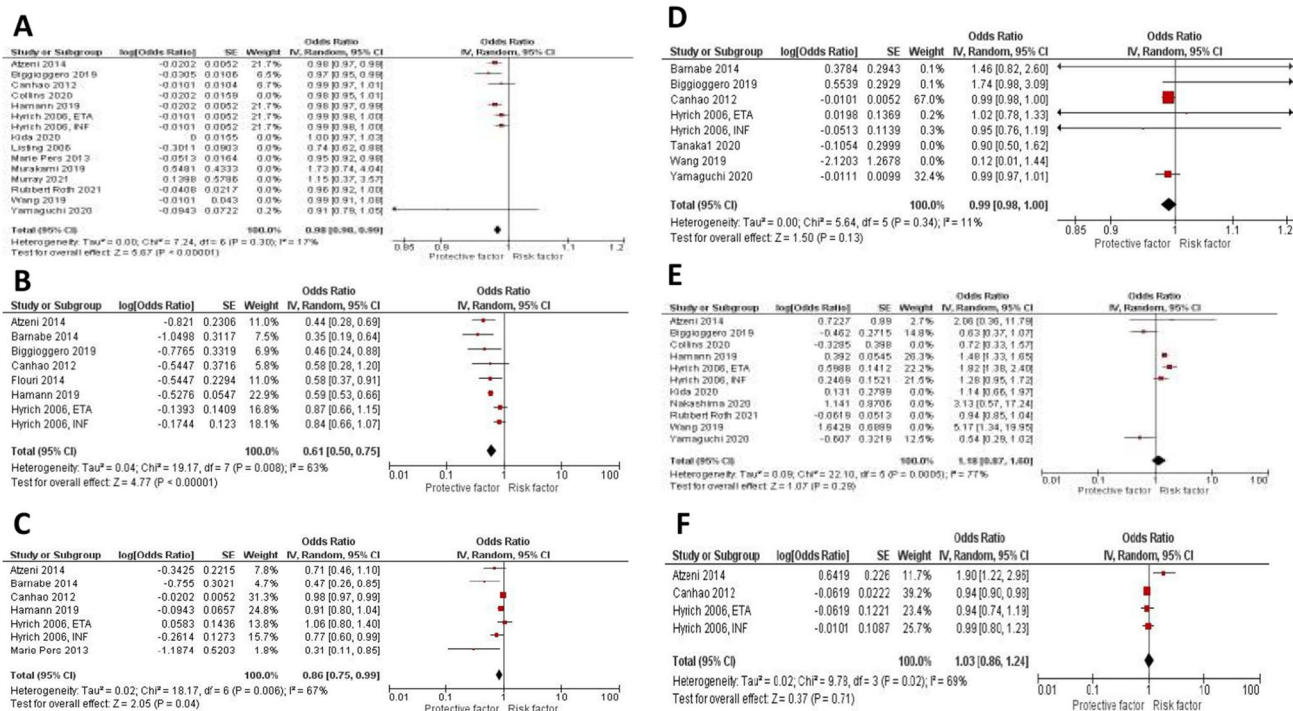 A
Odds Ratio Odds Ratio
Study or Subgroup log[Odds Ratio] SE Weight IV, Random, 95% CI IV, Random, 95% CI
Atzeni 2014 -0.0202 0.0052 21.7% 0.98 [0.97, 0.99]
Biggioggero 2019 -0.0305 0.0106 6.5% 0.97 [0.95, 0.99]
Canhao 2012 -0.0101 0.0104 0.0% 0.99 [0.97, 1.01]
Collins 2020 -0.0202 0.0159 0.0% 0.98 [0.95, 1.01]
Hamann 2019 -0.0202 0.0052 21.7% 0.98 [0.97, 0.99]
Hyrich 2006, ETA -0.0101 0.0052 21.7% 0.99 [0.98, 1.00]
Hyrich 2006, INF -0.0101 0.0052 21.7% 0.99 [0.98, 1.00]
Kida 2020 0 0.0155 0.0% 1.00 [0.97, 1.03]
Listing 2006 -0.3011 0.0903 0.0% 0.74 [0.62, 0.88]
Marie Pers 2013 -0.0513 0.0164 0.0% 0.95 [0.92, 0.98]
Murakami 2019 0.5481 0.4333 0.0% 1.73 [0.74, 4.04]
Murray 2021 0.1398 0.5786 0.0% 1.15 [0.37, 3.57]
Rubbert Roth 2021 -0.0408 0.0217 0.0% 0.96 [0.92, 1.00]
Wang 2019 -0.0101 0.043 0.0% 0.99 [0.91, 1.08]
Yamaguchi 2020 -0.0943 0.0722 0.2% 0.91 [0.79, 1.05]
Total (95% CI) 100.0% 0.98 [0.98, 0.99]
Heterogeneity: Tau² = 0.00; Chi² = 7.24, df = 6 (P = 0.30); I² = 17%
Test for overall effect: Z = 5.67 (P < 0.00001)
0.85 0.9 1 1.1 1.2
Protective factor Risk factor
B
Odds Ratio Odds Ratio
Study or Subgroup log[Odds Ratio] SE Weight IV, Random, 95% CI IV, Random, 95% CI
Atzeni 2014 -0.821 0.2306 11.0% 0.44 [0.28, 0.69]
Barnabe 2014 -1.0498 0.3117 7.5% 0.35 [0.19, 0.64]
Biggioggero 2019 -0.7765 0.3319 6.9% 0.46 [0.24, 0.88]
Canhao 2012 -0.5447 0.3716 5.8% 0.58 [0.28, 1.20]
Flouri 2014 -0.5447 0.2294 11.0% 0.58 [0.37, 0.91]
Hamann 2019 -0.5276 0.0547 22.9% 0.59 [0.53, 0.66]
Hyrich 2006, ETA -0.1393 0.1409 16.8% 0.87 [0.66, 1.15]
Hyrich 2006, INF -0.1744 0.123 18.1% 0.84 [0.66, 1.07]
Total (95% CI) 100.0% 0.61 [0.50, 0.75]
Heterogeneity: Tau² = 0.04; Chi² = 19.17, df = 7 (P = 0.008); I² = 63%
Test for overall effect: Z = 4.77 (P < 0.00001)
0.01 0.1 1 10 100
Protective factor Risk factor
C
Odds Ratio Odds Ratio
Study or Subgroup log[Odds Ratio] SE Weight IV, Random, 95% CI IV, Random, 95% CI
Atzeni 2014 -0.3425 0.2215 7.8% 0.71 [0.46, 1.10]
Barnabe 2014 -0.755 0.3021 4.7% 0.47 [0.26, 0.85]
Canhao 2012 -0.0202 0.0052 31.3% 0.98 [0.97, 0.99]
Hamann 2019 -0.0943 0.0657 24.8% 0.91 [0.80, 1.04]
Hyrich 2006, ETA 0.0583 0.1436 13.8% 1.06 [0.80, 1.40]
Hyrich 2006, INF -0.2614 0.1273 15.7% 0.77 [0.60, 0.99]
Marie Pers 2013 -1.1874 0.5203 1.8% 0.31 [0.11, 0.85]
Total (95% CI) 100.0% 0.86 [0.75, 0.99]
Heterogeneity: Tau² = 0.02; Chi² = 18.17, df = 6 (P = 0.006); I² = 67%
Test for overall effect: Z = 2.05 (P = 0.04)
0.01 0.1 1 10 100
Protective factor Risk factor
D
Odds Ratio Odds Ratio
Study or Subgroup log[Odds Ratio] SE Weight IV, Random, 95% CI IV, Random, 95% CI
Barnabe 2014 0.3784 0.2943 0.1% 1.46 [0.82, 2.60]
Biggioggero 2019 0.5539 0.2929 0.1% 1.74 [0.98, 3.09]
Canhao 2012 -0.0101 0.0052 67.0% 0.99 [0.98, 1.00]
Hyrich 2006, ETA 0.0198 0.1369 0.2% 1.02 [0.78, 1.33]
Hyrich 2006, INF -0.0513 0.1139 0.3% 0.95 [0.76, 1.19]
Tanaka1 2020 -0.1054 0.2999 0.0% 0.90 [0.50, 1.62]
Wang 2019 -2.1203 1.2678 0.0% 0.12 [0.01, 1.44]
Yamaguchi 2020 -0.0111 0.0099 32.4% 0.99 [0.97, 1.01]
Total (95% CI) 100.0% 0.99 [0.98, 1.00]
Heterogeneity: Tau² = 0.00; Chi² = 5.64, df = 5 (P = 0.34); I² = 11%
Test for overall effect: Z = 1.50 (P = 0.13)
0.85 0.9 1 1.1 1.2
Protective factor Risk factor
E
Odds Ratio Odds Ratio
Study or Subgroup log[Odds Ratio] SE Weight IV, Random, 95% CI IV, Random, 95% CI
Atzeni 2014 0.7227 0.89 2.7% 2.06 [0.36, 11.79]
Biggioggero 2019 -0.462 0.2715 14.8% 0.63 [0.37, 1.07]
Collins 2020 -0.3285 0.398 0.0% 0.72 [0.33, 1.57]
Hamann 2019 0.392 0.0545 26.3% 1.48 [1.33, 1.65]
Hyrich 2006, ETA 0.5988 0.1412 22.2% 1.82 [1.38, 2.40]
Hyrich 2006, INF 0.2469 0.1521 21.5% 1.28 [0.95, 1.72]
Kida 2020 0.131 0.2789 0.0% 1.14 [0.66, 1.97]
Nakashima 2020 1.141 0.8706 0.0% 3.13 [0.57, 17.24]
Rubbert Roth 2021 -0.0619 0.0513 0.0% 0.94 [0.85, 1.04]
Wang 2019 1.6429 0.6889 0.0% 5.17 [1.34, 19.95]
Yamaguchi 2020 -0.607 0.3219 12.5% 0.54 [0.29, 1.02]
Total (95% CI) 100.0% 1.18 [0.87, 1.60]
Heterogeneity: Tau² = 0.09; Chi² = 22.10, df = 5 (P = 0.0005); I² = 77%
Test for overall effect: Z = 1.07 (P = 0.29)
0.01 0.1 1 10 100
Protective factor Risk factor
F
Odds Ratio Odds Ratio
Study or Subgroup log[Odds Ratio] SE Weight IV, Random, 95% CI IV, Random, 95% CI
Atzeni 2014 0.6419 0.226 11.7% 1.90 [1.22, 2.96]
Canhao 2012 -0.0619 0.0222 39.2% 0.94 [0.90, 0.98]
Hyrich 2006, ETA -0.0619 0.1221 23.4% 0.94 [0.74, 1.19]
Hyrich 2006, INF -0.0101 0.1087 25.7% 0.99 [0.80, 1.23]
Total (95% CI) 100.0% 1.03 [0.86, 1.24]
Heterogeneity: Tau² = 0.02; Chi² = 9.78, df = 3 (P = 0.02); I² = 69%
Test for overall effect: Z = 0.37 (P = 0.71)
0.01 0.1 1 10 100
Protective factor Risk factor